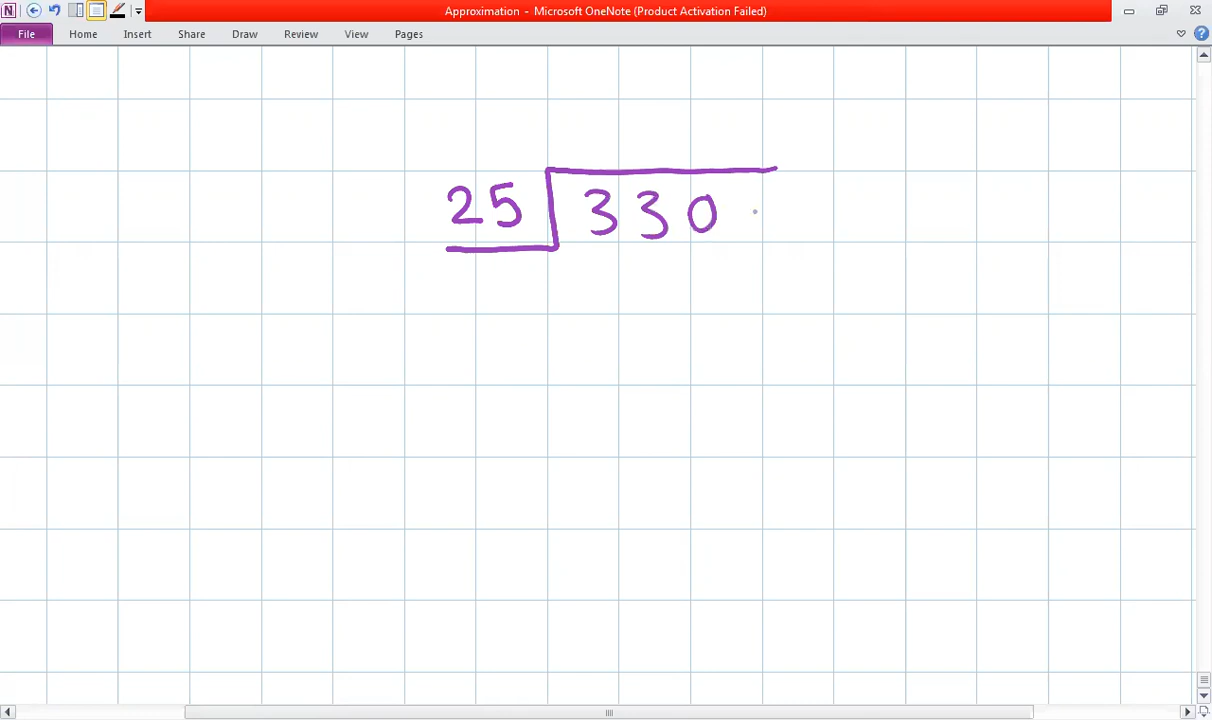 Approximation - Microsoft OneNote (Product Activation Failed)
File Home Insert Share Draw Review View Pages
25 330